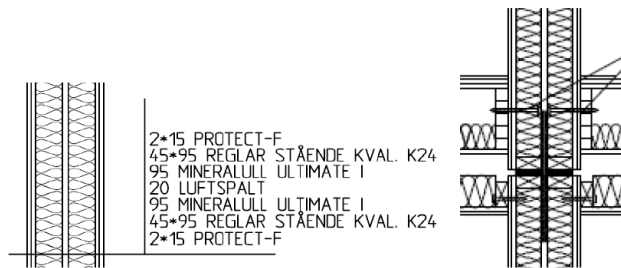 2*15 PROTECT-F
45*95 REGLAR STÅENDE KVAL. K24
95 MINERALULL ULTIMATE I
20 LUFTSPALT
95 MINERALULL ULTIMATE I
45*95 REGLAR STÅENDE KVAL. K24
2*15 PROTECT-F